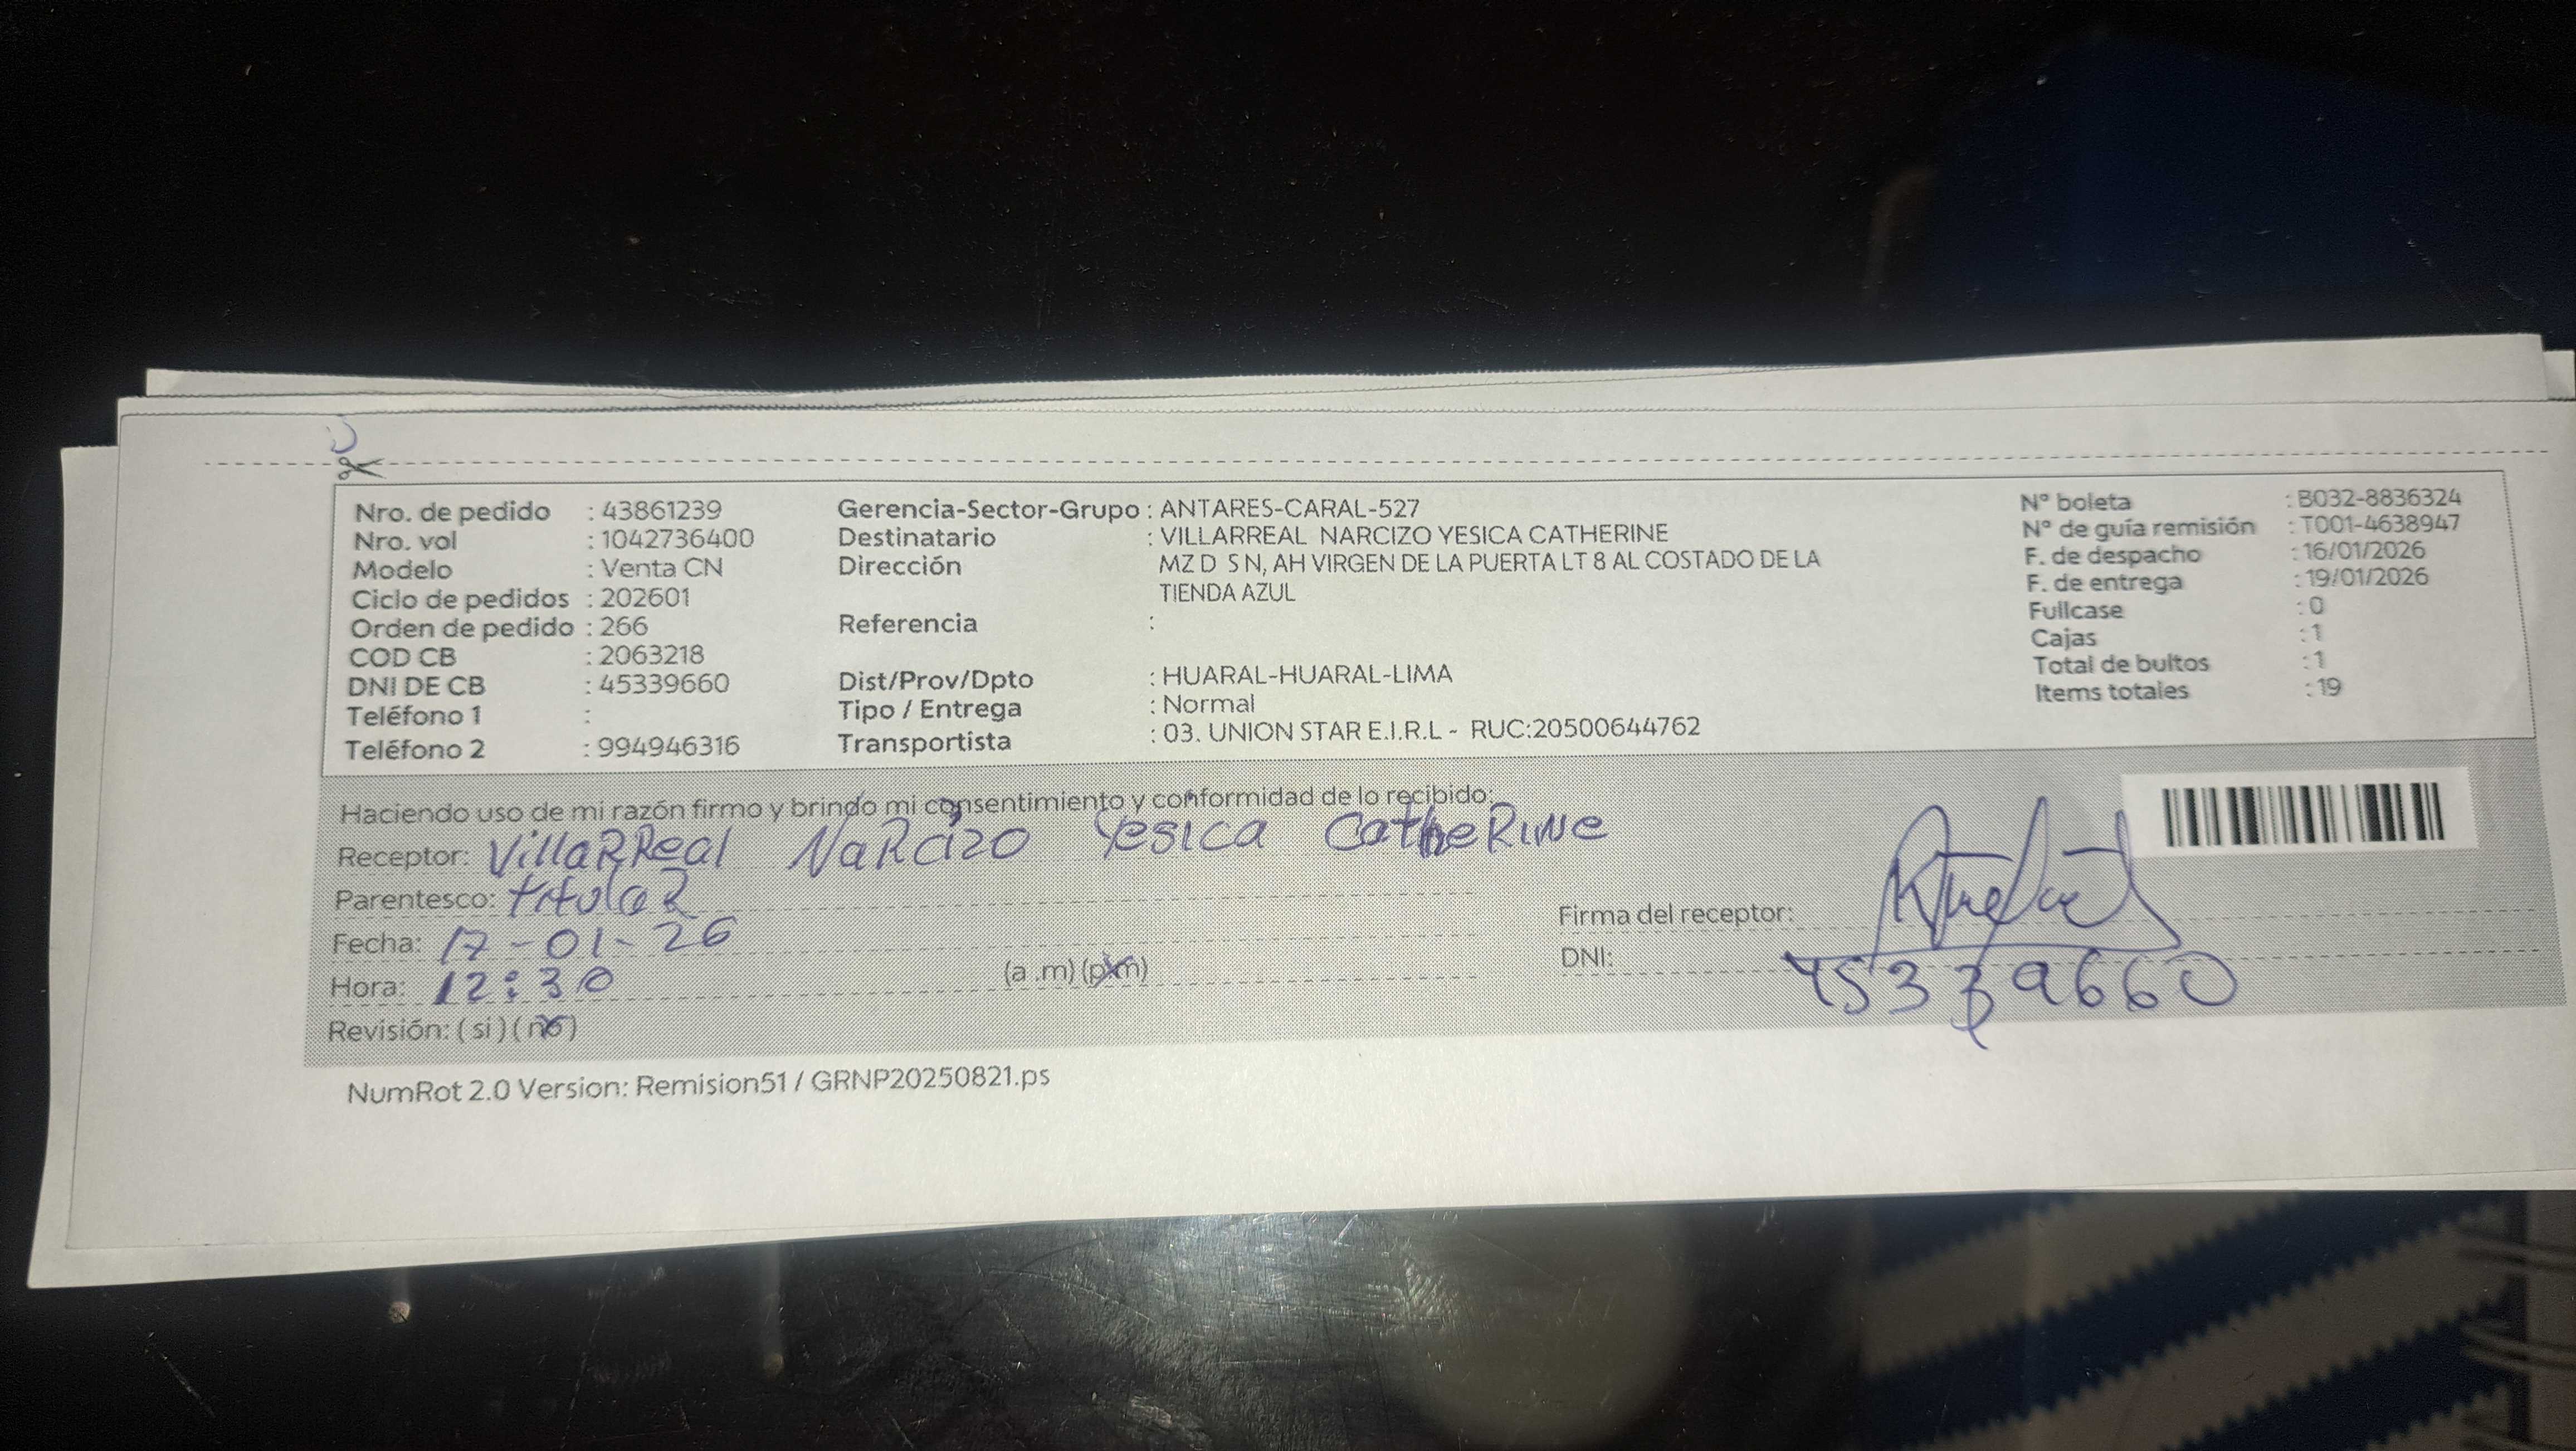 Nro. de pedido : 43861239
Nro. vol : 1042736400
Modelo : Venta CN
Ciclo de pedidos : 202601
Orden de pedido : 266
COD CB : 2063218
DNI DE CB : 45339660
Teléfono 1 :
Teléfono 2 : 994946316
Gerencia-Sector-Grupo : ANTARES-CARAL-527
Destinatario : VILLARREAL NARCIZO YESICA CATHERINE
Dirección MZ D S N, AH VIRGEN DE LA PUERTA LT 8 AL COSTADO DE LA
TIENDA AZUL
Referencia :
Dist/Prov/Dpto : HUARAL-HUARAL-LIMA
Tipo / Entrega : Normal
Transportista : 03. UNION STAR E.I.R.L - RUC:20500644762
N° boleta : B032-8836324
N° de guía remisión : T001-4638947
F. de despacho : 16/01/2026
F. de entrega : 19/01/2026
Fullcase : 0
Cajas : 1
Total de bultos : 1
Items totales : 19
Haciendo uso de mi razón firmo y brindo mi consentimiento y conformidad de lo recibido:
Receptor: VillaRReal NaRcizo Yesica CatheRine
Parentesco: titulaR
Fecha: 17-01-26
Hora: 12:30 (a .m) (p.m)
Revisión: ( si ) ( no )
Firma del receptor:
DNI: 45339660
NumRot 2.0 Version: Remision51 / GRNP20250821.ps